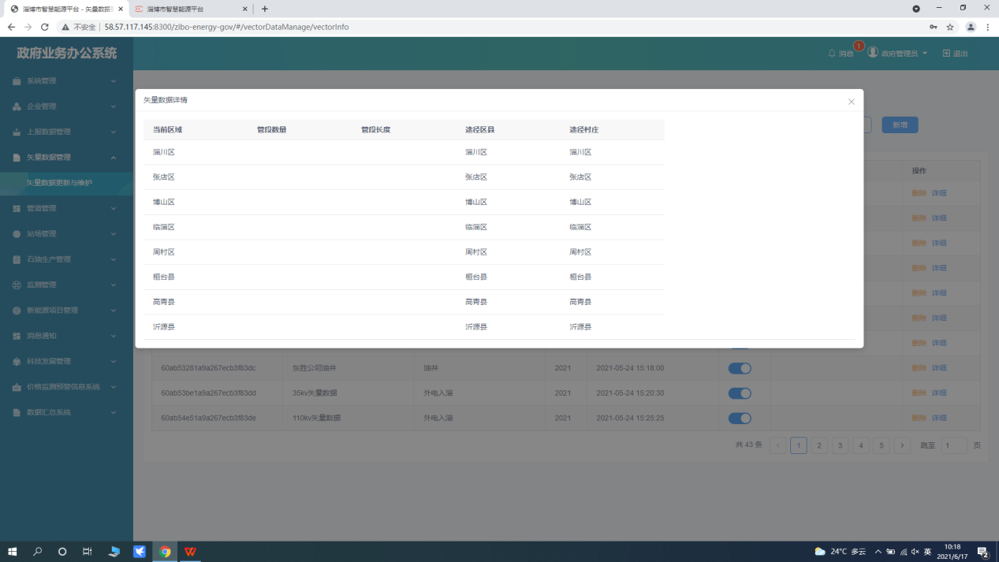 淄博市智慧能源平台 - 矢量数据
淄博市智慧能源平台
不安全 58.57.117.145:8300/zibo-energy-gov/#/vectorDataManage/vectorInfo
政府业务办公系统
消息 1 政府管理员 退出
系统管理
企业管理
上报数据管理
矢量数据管理
矢量数据更新与维护
管道管理
站场管理
石油生产管理
监测管理
新能源项目管理
消息通知
科技发展管理
价格监测预警信息系统
数据汇总系统
矢量数据详情
新增
当前区域 管段数量 管段长度 途径区县 途径村庄
淄川区 淄川区 淄川区
张店区 张店区 张店区
博山区 博山区 博山区
临淄区 临淄区 临淄区
周村区 周村区 周村区
桓台县 桓台县 桓台县
高青县 高青县 高青县
沂源县 沂源县 沂源县
操作
删除 详细
删除 详细
删除 详细
删除 详细
删除 详细
删除 详细
删除 详细
60ab53281a9a267ecb3f83dc 东胜公司油井 油井 2021 2021-05-24 15:18:00 删除 详细
60ab53be1a9a267ecb3f83dd 35kv矢量数据 外电入淄 2021 2021-05-24 15:20:30 删除 详细
60ab54e51a9a267ecb3f83de 110kv矢量数据 外电入淄 2021 2021-05-24 15:25:25 删除 详细
共 43 条 1 2 3 4 5 跳至 1 页
24°C 多云 英 10:18
2021/6/17 2